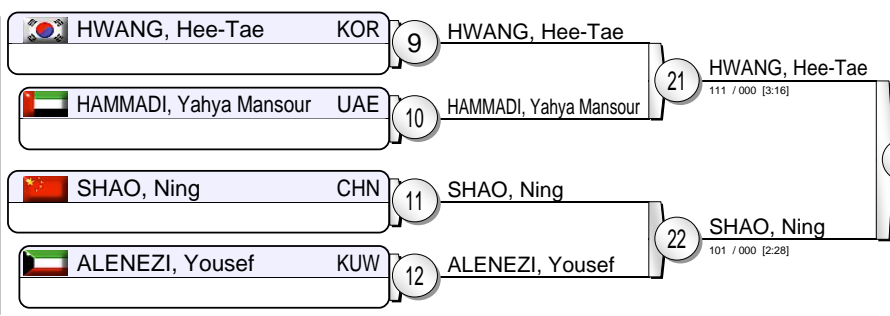 HWANG, Hee-Tae KOR
9 HWANG, Hee-Tae
21 HWANG, Hee-Tae
111 / 000 [3:16]
HAMMADI, Yahya Mansour UAE
10 HAMMADI, Yahya Mansour
SHAO, Ning CHN
11 SHAO, Ning
22 SHAO, Ning
101 / 000 [2:28]
ALENEZI, Yousef KUW
12 ALENEZI, Yousef